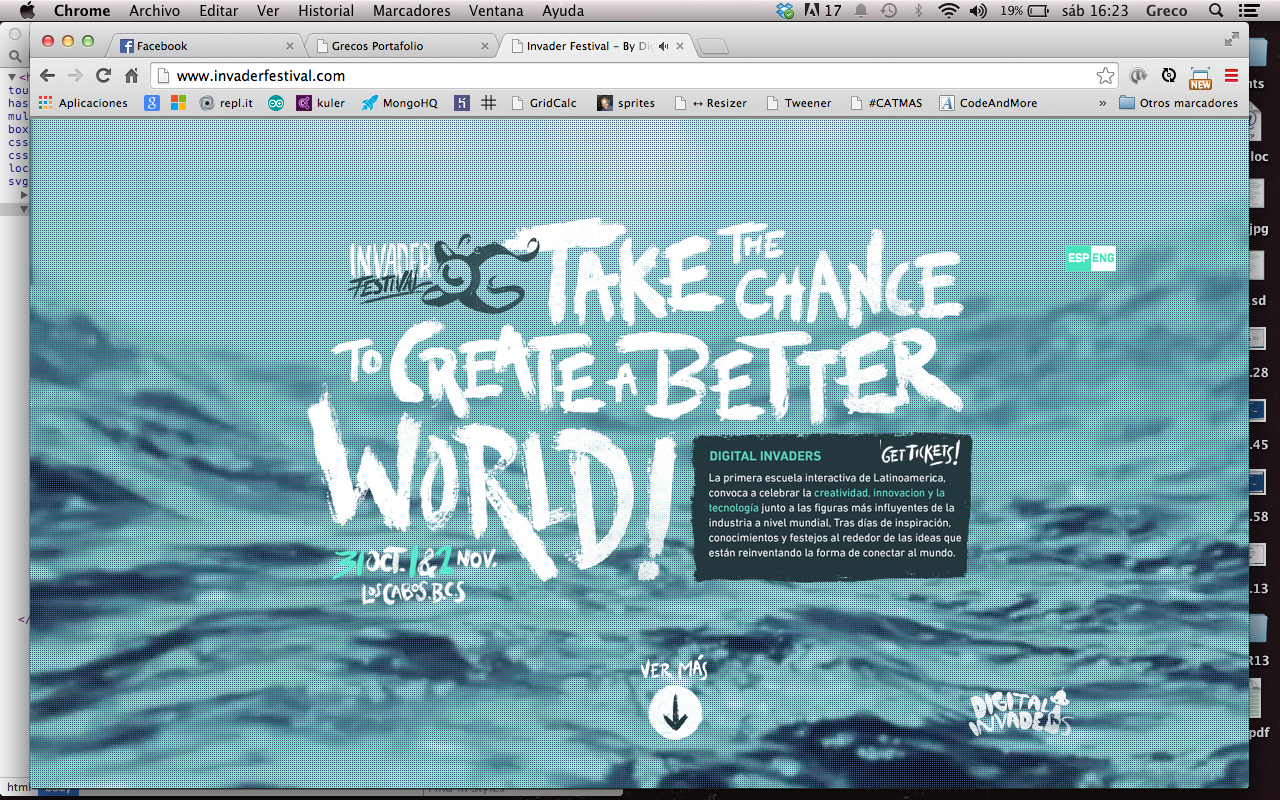 Chrome Archivo Editar Ver Historial Marcadores Ventana Ayuda 17 19% sáb 16:23 Greco
Facebook Grecos Portafolio Invader Festival – By Di
www.invaderfestival.com
Aplicaciones repl.it kuler MongoHQ GridCalc sprites ↔ Resizer Tweener #CATMAS CodeAndMore » Otros marcadores
NEW
INVADER
FESTIVAL
TAKE THE CHANCE
ESP ENG
TO CREATE A BETTER
WORLD!
DIGITAL INVADERS
GET TICKETS!
La primera escuela interactiva de Latinoamerica,
convoca a celebrar la creatividad, innovacion y la
tecnología junto a las figuras más influyentes de la
industria a nivel mundial, Tras días de inspiración,
conocimientos y festejos al rededor de las ideas que
están reinventando la forma de conectar al mundo.
31 OCT. 1&2 NOV.
LOS CABOS. BCS
VER MÁS
DIGITAL
INVADERS
nts
loc
jpg
.sd
.28
.45
.58
.13
R13
pdf
<h
tou
has
mul
box
css
css
loc
svg
</
html body Find in Styles